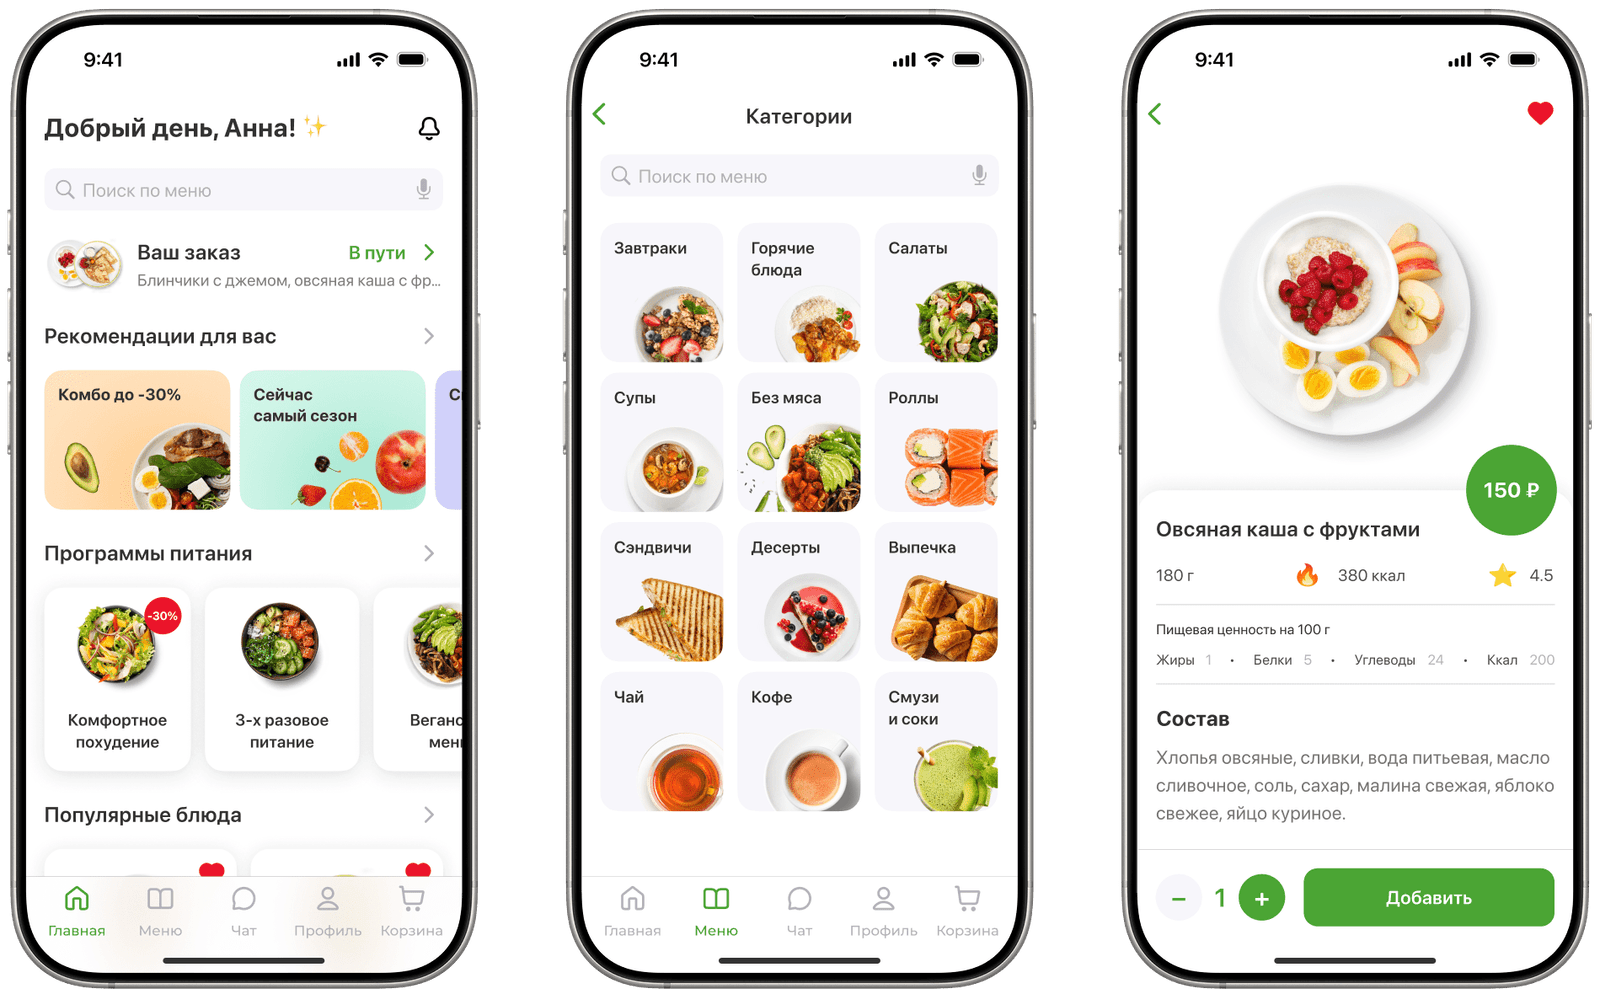 9:41
Добрый день, Анна! ✨
Поиск по меню
Ваш заказ
В пути
Блинчики с джемом, овсяная каша с фр...
Рекомендации для вас
Комбо до -30%
Сейчас
самый сезон
С
Программы питания
-30%
Комфортное
похудение
3-х разовое
питание
Веганс
мен
Популярные блюда
Главная
Меню
Чат
Профиль
Корзина
9:41
Категории
Поиск по меню
Завтраки
Горячие
блюда
Салаты
Супы
Без мяса
Роллы
Сэндвичи
Десерты
Выпечка
Чай
Кофе
Смузи
и соки
Главная
Меню
Чат
Профиль
Корзина
9:41
150 ₽
Овсяная каша с фруктами
180 г
🔥 380 ккал
⭐ 4.5
Пищевая ценность на 100 г
Жиры 1 • Белки 5 • Углеводы 24 • Ккал 200
Состав
Хлопья овсяные, сливки, вода питьевая, масло
сливочное, соль, сахар, малина свежая, яблоко
свежее, яйцо куриное.
− 1 +
Добавить